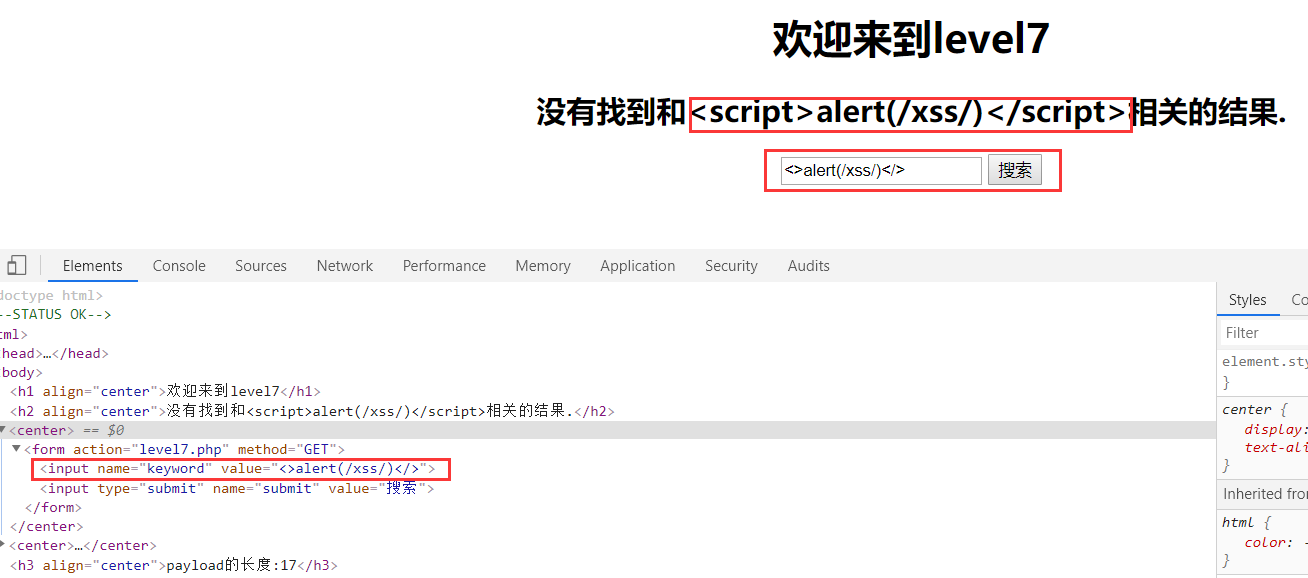 欢迎来到level7
没有找到和<script>alert(/xss/)</script>相关的结果.
<>alert(/xss/)</> 搜索
Elements Console Sources Network Performance Memory Application Security Audits
doctype html>
--STATUS OK-->
tml>
head>…</head>
body>
<h1 align="center">欢迎来到level7</h1>
<h2 align="center">没有找到和<script>alert(/xss/)</script>相关的结果.</h2>
▼<center> == $0
▼<form action="level7.php" method="GET">
<input name="keyword" value="<>alert(/xss/)</>">
<input type="submit" name="submit" value="搜索">
</form>
</center>
<center>…</center>
<h3 align="center">payload的长度:17</h3>
Styles Co
Filter
element.sty
}
center {
display:
text-ali
}
Inherited fron
html {
color: -
}